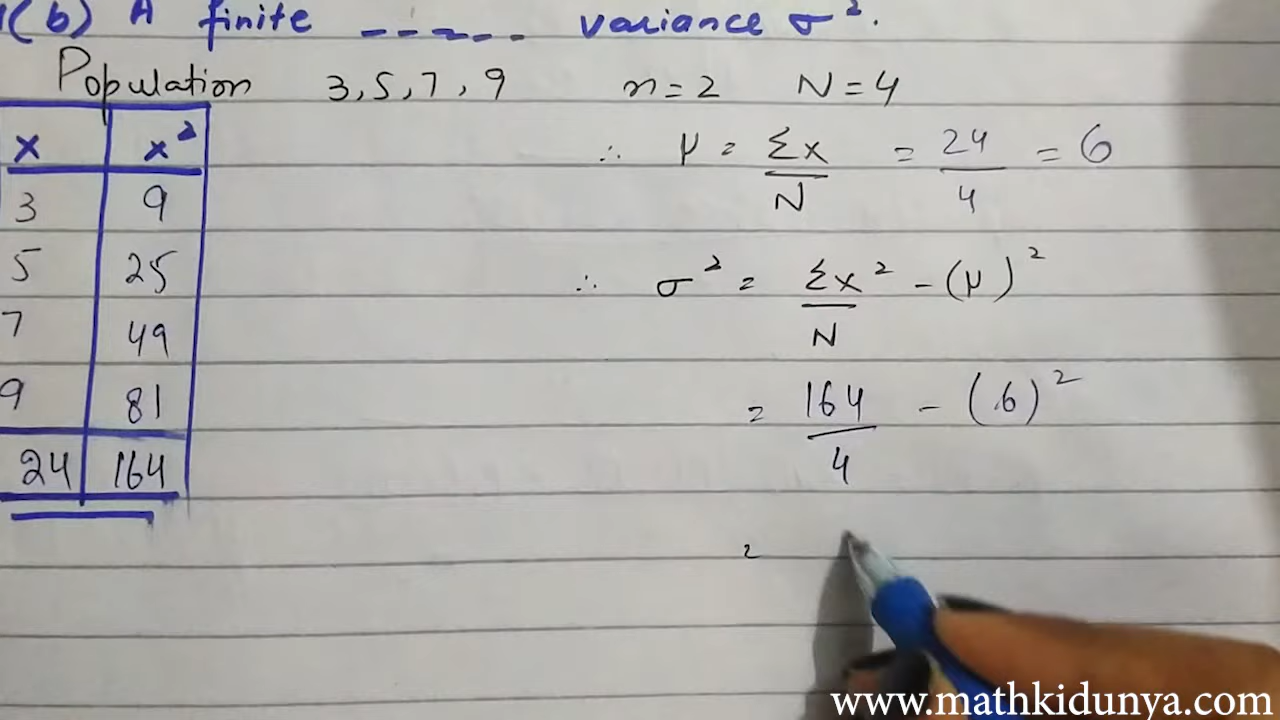 1(b) A finite ------ variance σ².
Population 3, 5, 7, 9 n = 2 N = 4
x x²
3 9
5 25
7 49
9 81
24 164
∴ μ = Σx / N = 24 / 4 = 6
∴ σ² = Σx² / N - (μ)²
= 164 / 4 - (6)²
=
www.mathkidunya.com